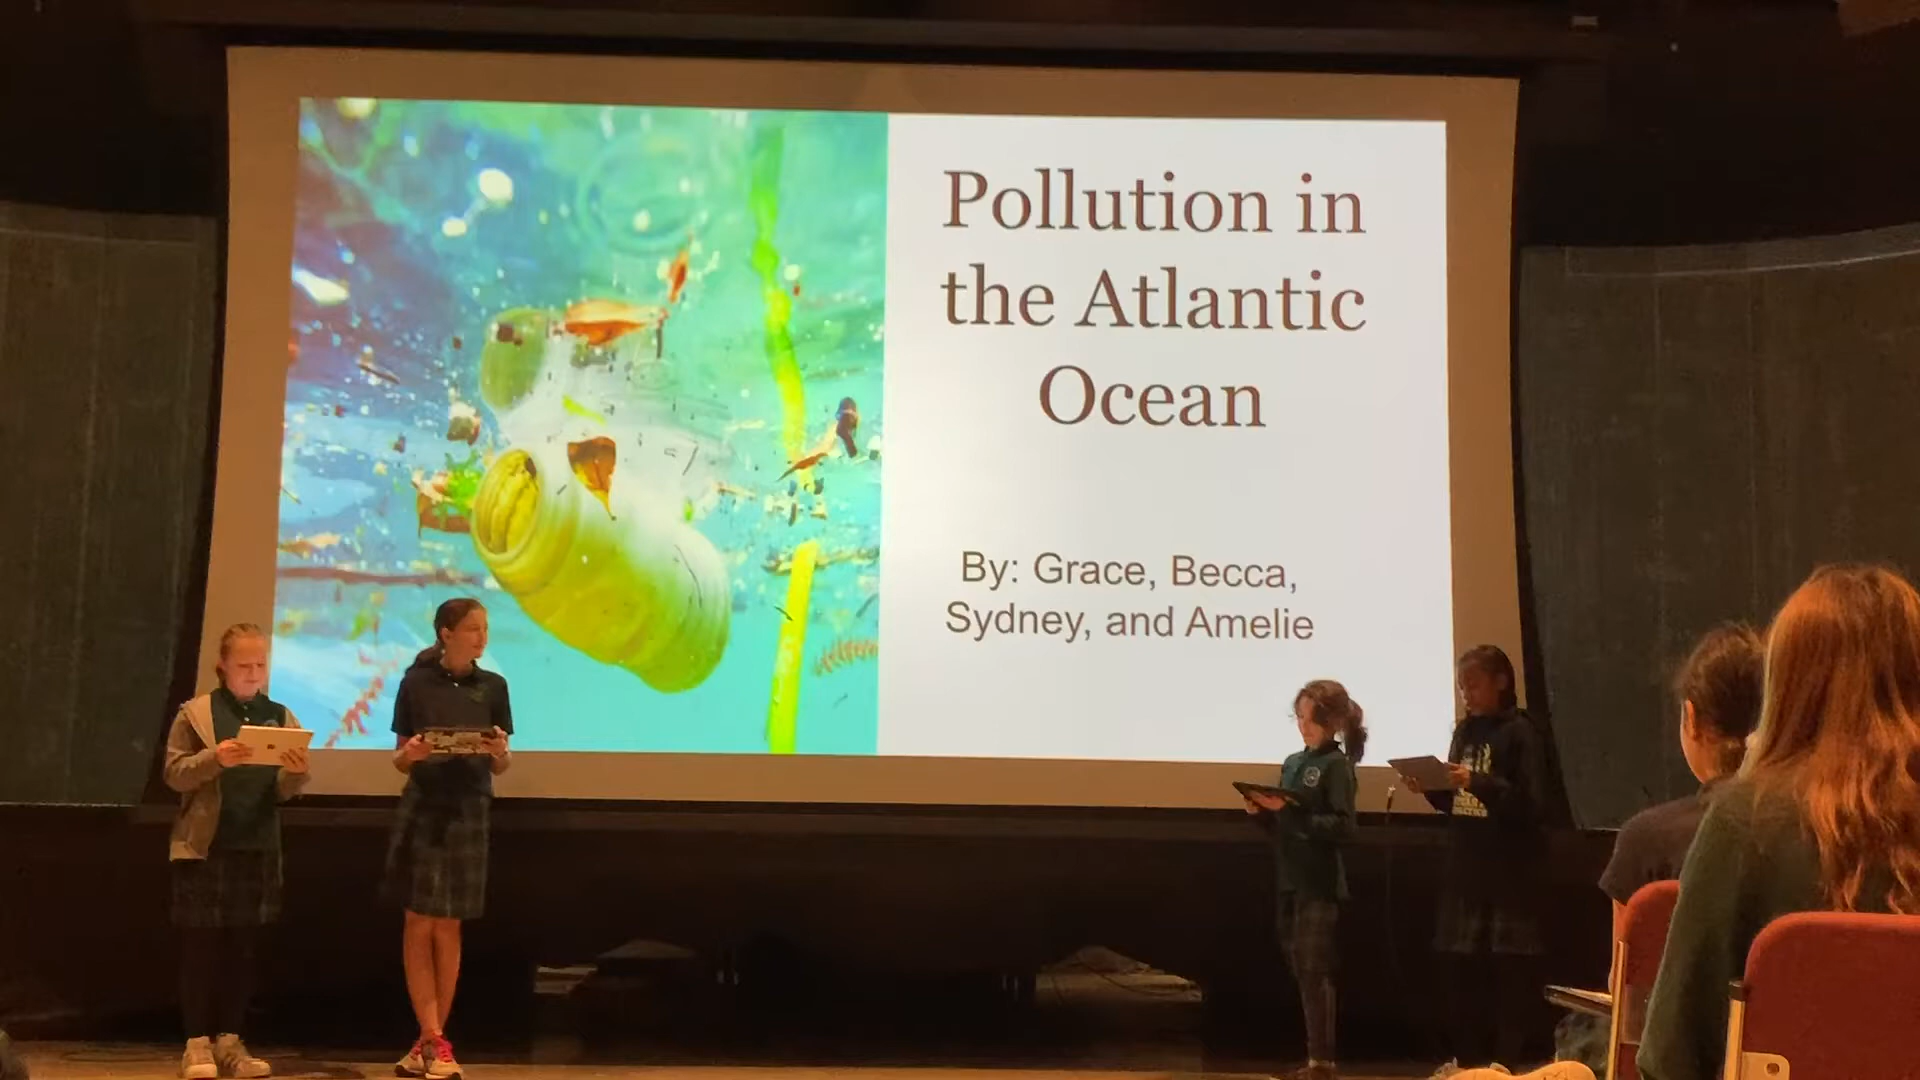 Pollution in
the Atlantic
Ocean
By: Grace, Becca,
Sydney, and Amelie